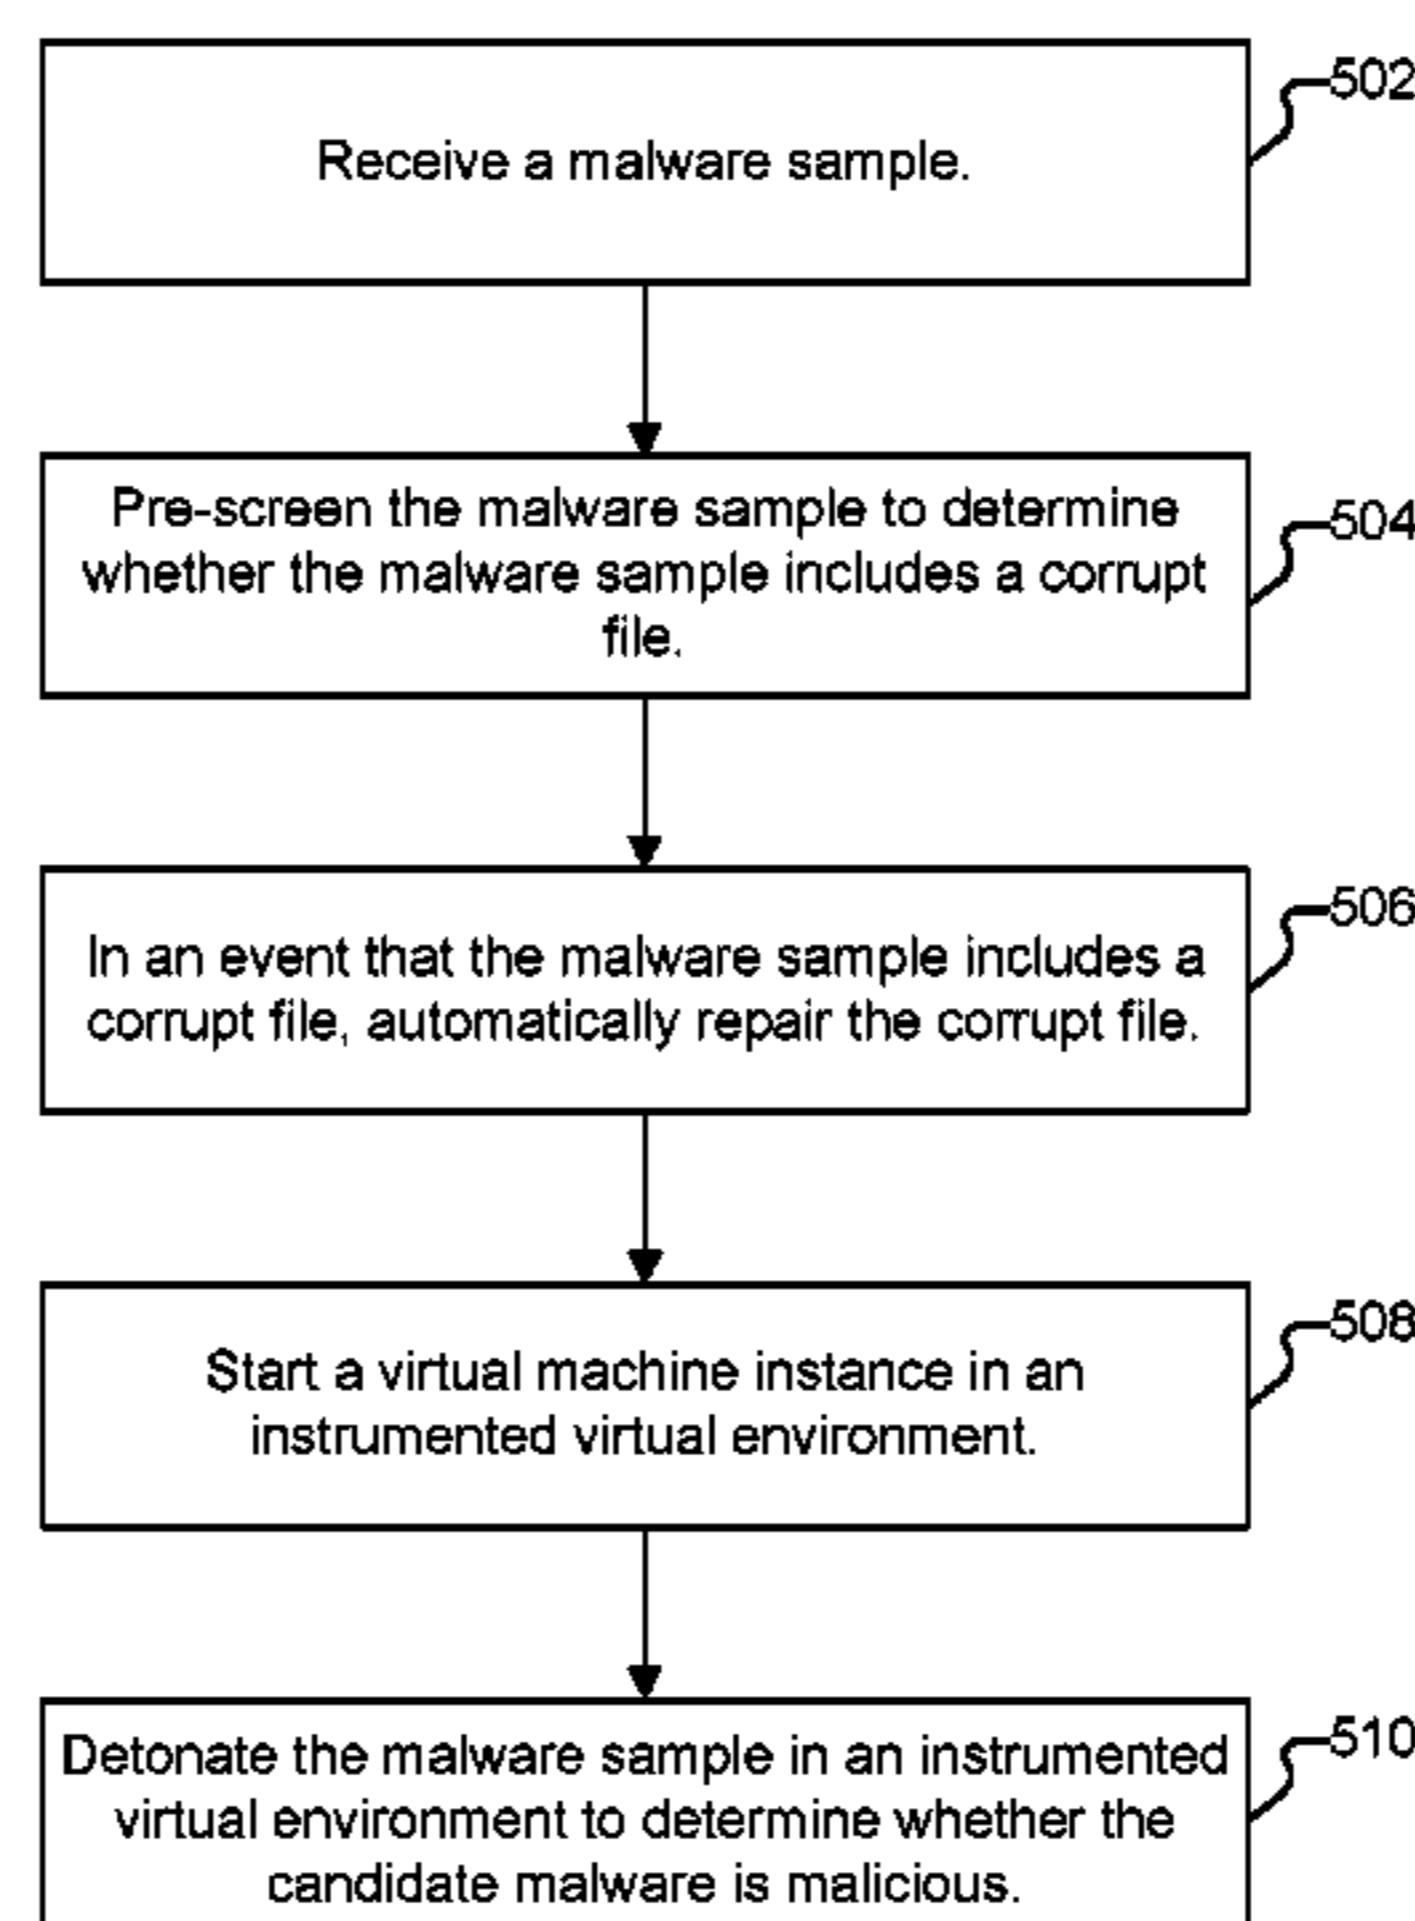 502
Receive a malware sample.
504
Pre-screen the malware sample to determine
whether the malware sample includes a corrupt
file.
506
In an event that the malware sample includes a
corrupt file, automatically repair the corrupt file.
508
Start a virtual machine instance in an
instrumented virtual environment.
510
Detonate the malware sample in an instrumented
virtual environment to determine whether the
candidate malware is malicious.